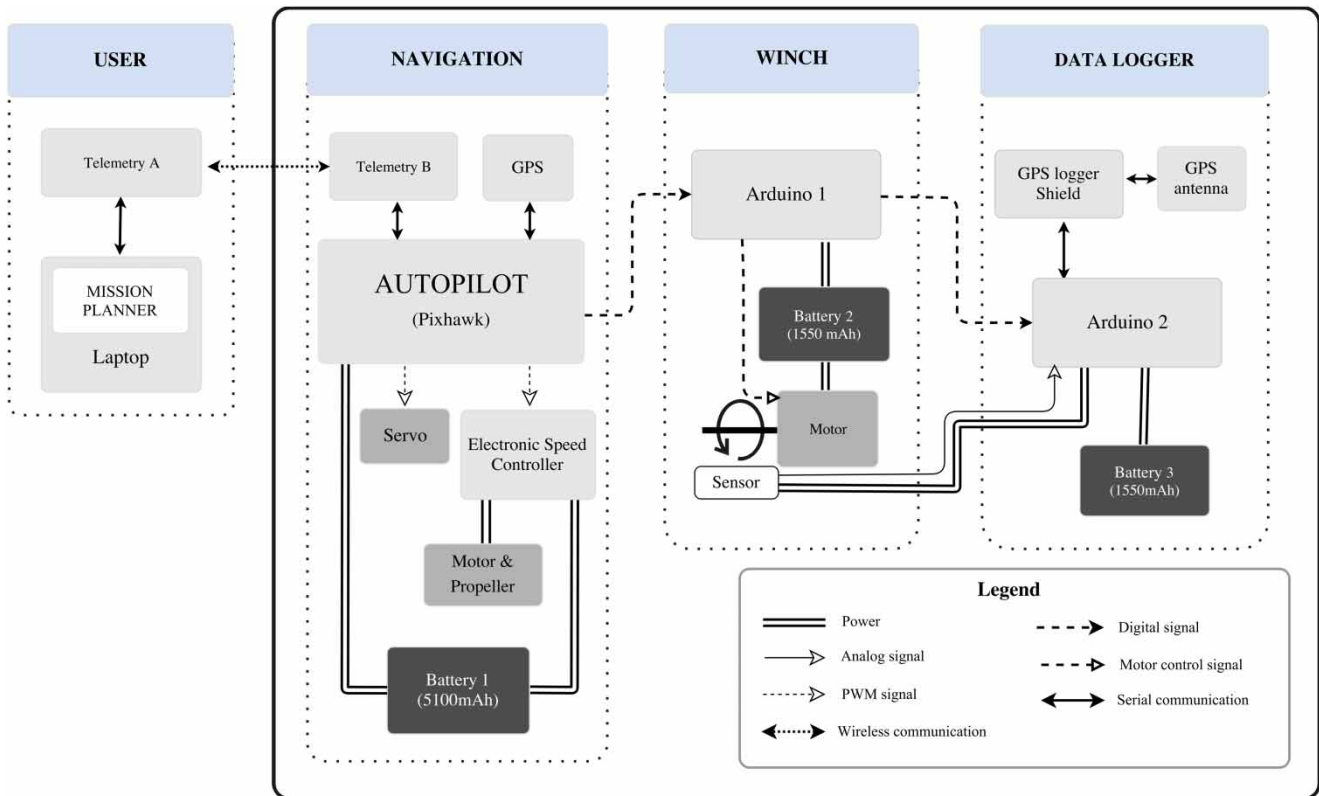 USER
Telemetry A
MISSION
PLANNER
Laptop
NAVIGATION
Telemetry B
GPS
AUTOPILOT
(Pixhawk)
Servo
Electronic Speed
Controller
Motor &
Propeller
Battery 1
(5100mAh)
WINCH
Arduino 1
Battery 2
(1550 mAh)
Motor
Sensor
DATA LOGGER
GPS logger
Shield
GPS
antenna
Arduino 2
Battery 3
(1550mAh)
Legend
Power
Analog signal
PWM signal
Wireless communication
Digital signal
Motor control signal
Serial communication